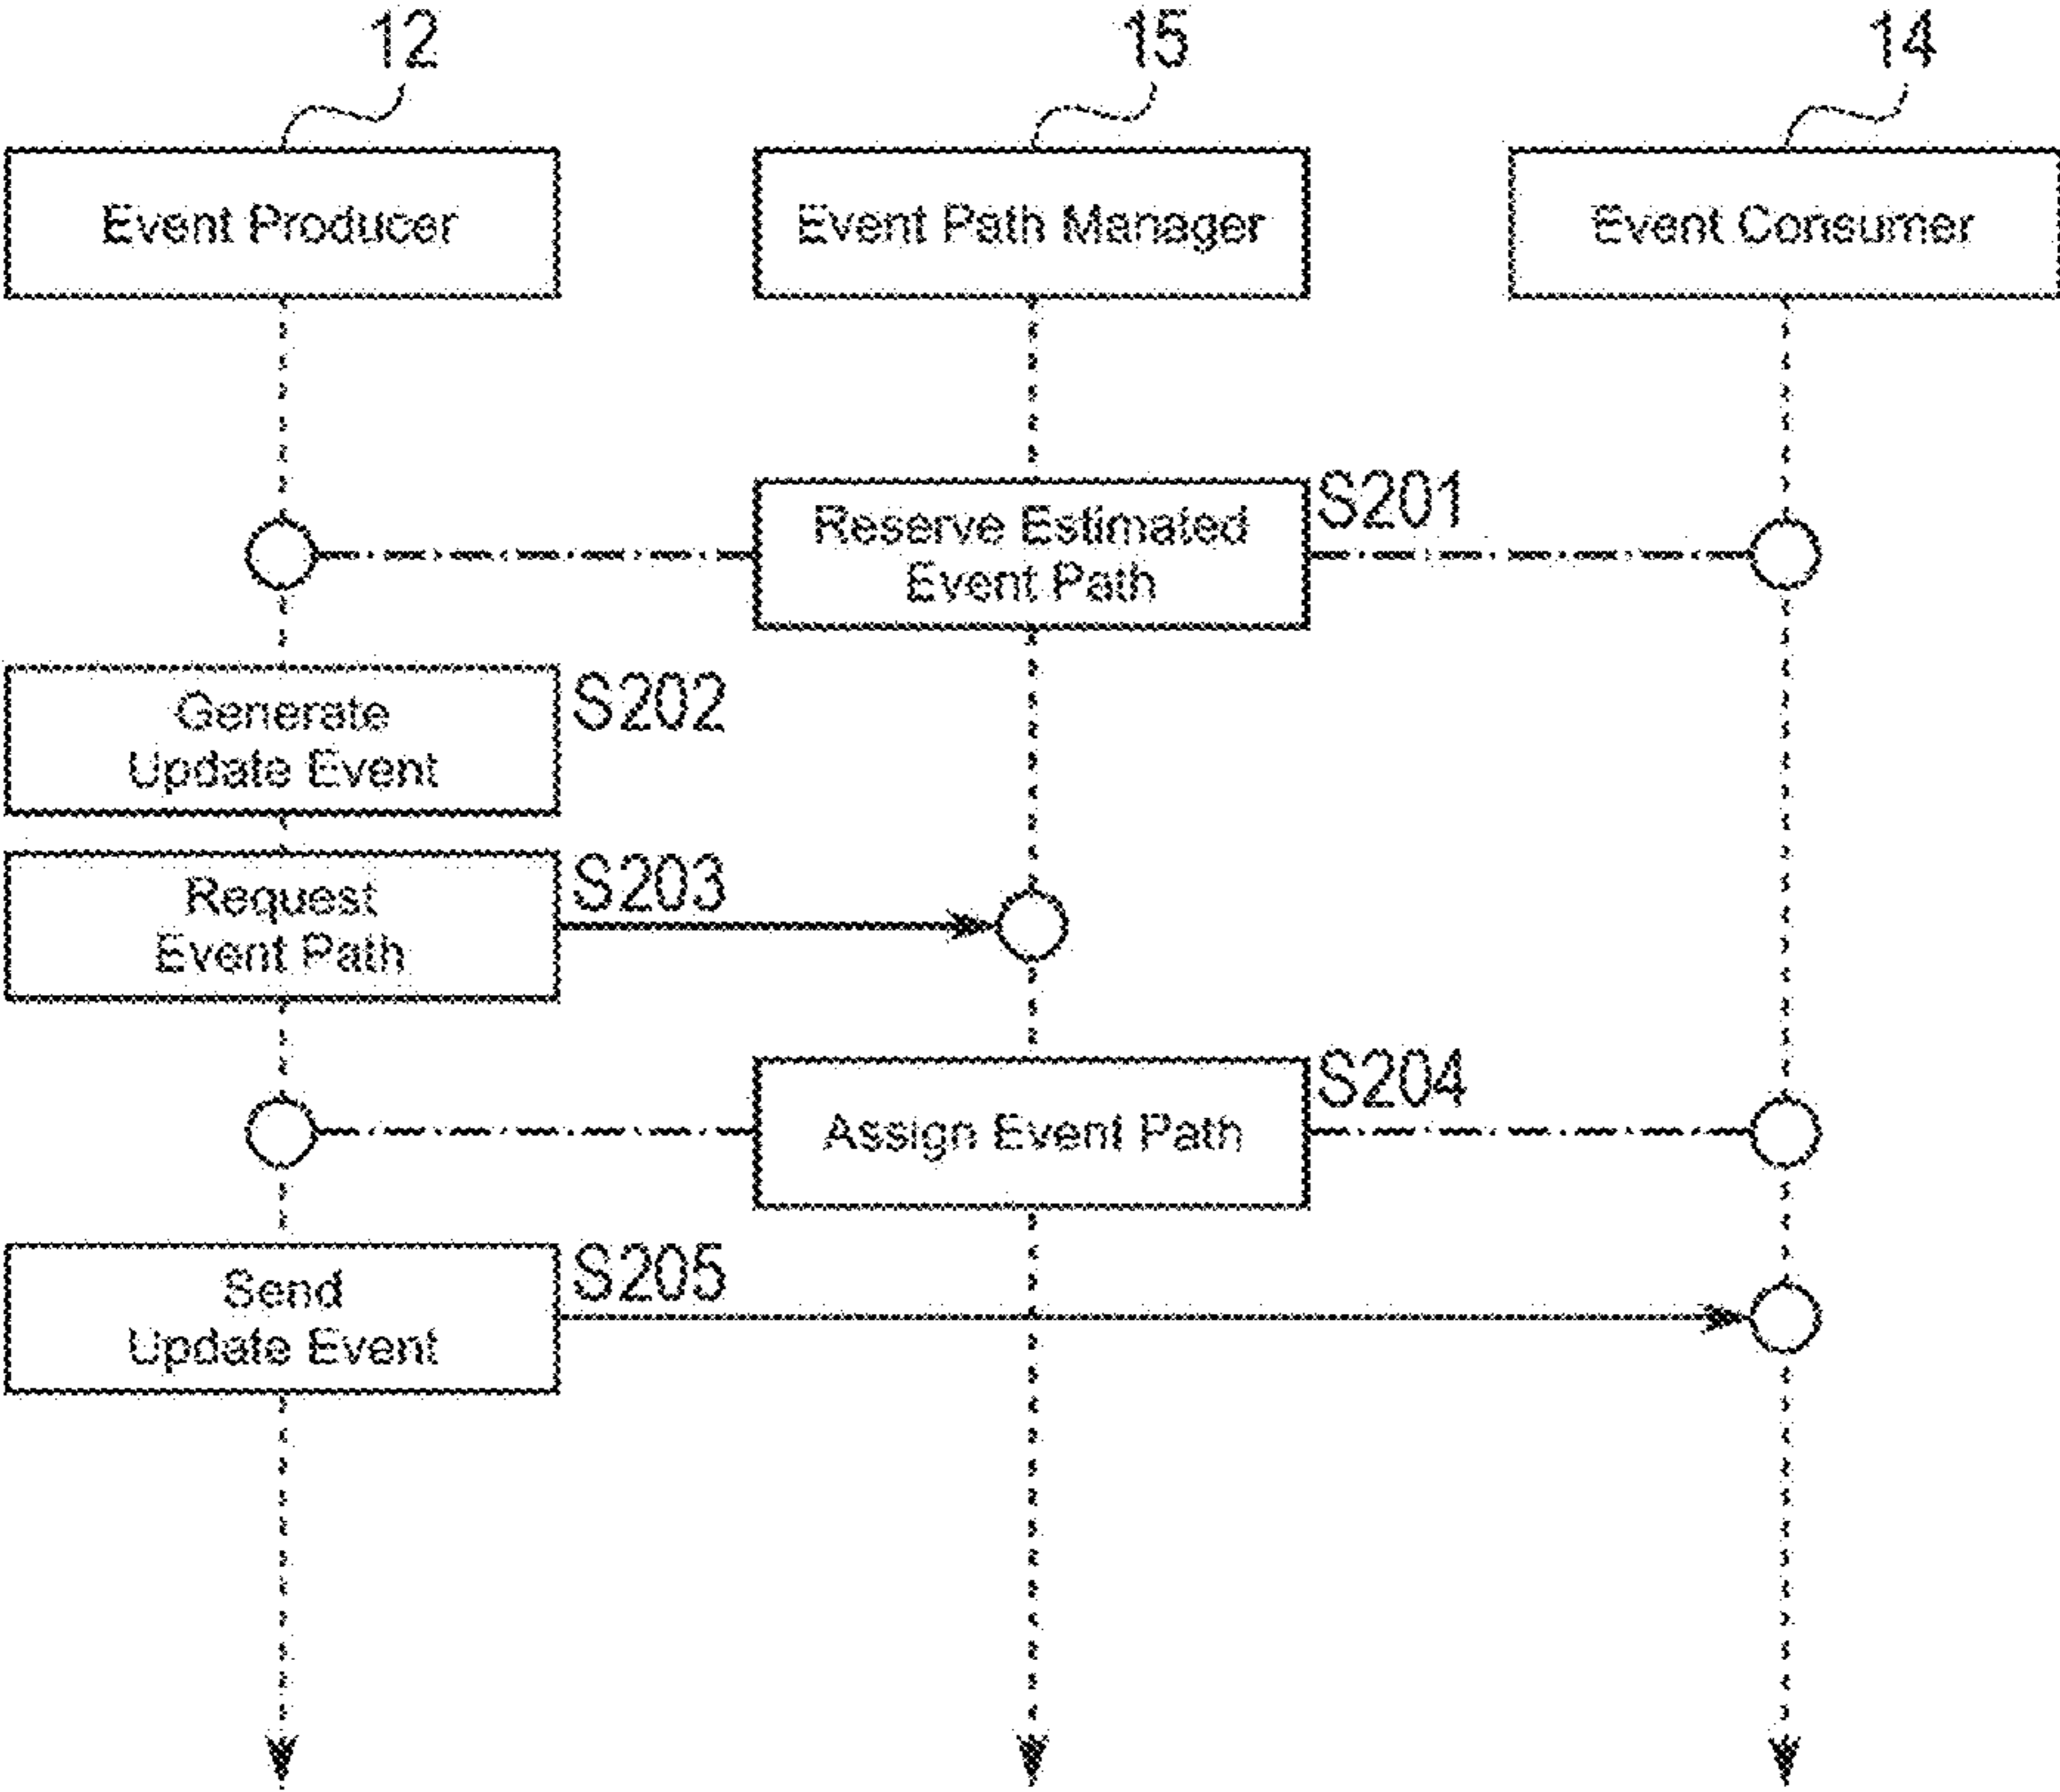 12
15
14
Event Producer
Event Path Manager
Event Consumer
S201
Reserve Estimated
Event Path
S202
Generate
Update Event
S203
Request
Event Path
S204
Assign Event Path
S205
Send
Update Event